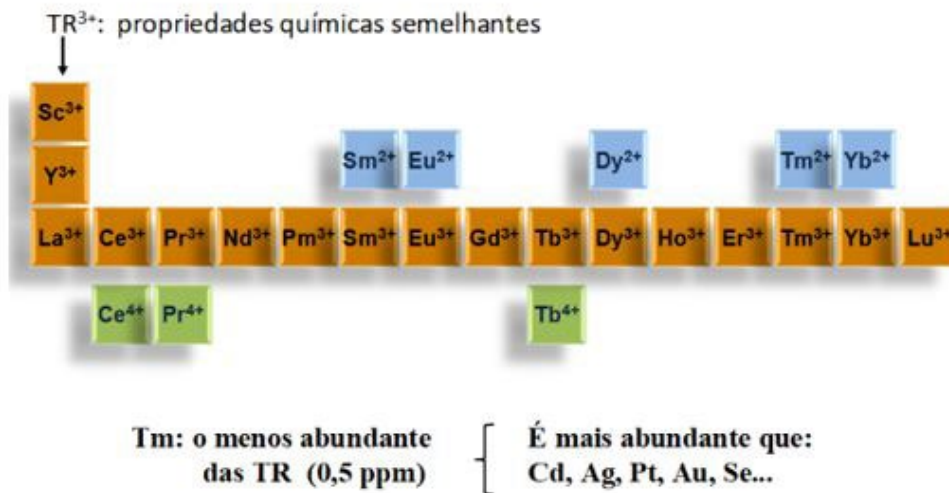 TR³⁺: propriedades químicas semelhantes
Sc³⁺
Sm²⁺ Eu²⁺ Dy²⁺ Tm²⁺ Yb²⁺
Y³⁺
La³⁺ Ce³⁺ Pr³⁺ Nd³⁺ Pm³⁺ Sm³⁺ Eu³⁺ Gd³⁺ Tb³⁺ Dy³⁺ Ho³⁺ Er³⁺ Tm³⁺ Yb³⁺ Lu³⁺
Ce⁴⁺ Pr⁴⁺ Tb⁴⁺
Tm: o menos abundante
das TR (0,5 ppm)
É mais abundante que:
Cd, Ag, Pt, Au, Se...